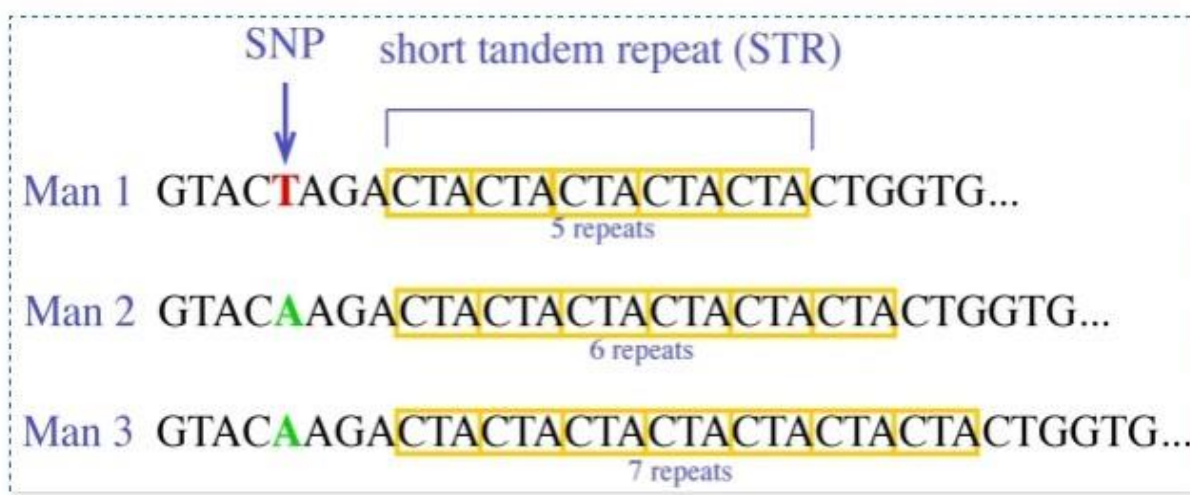 SNP short tandem repeat (STR)
Man 1 GTACTAGACTACTACTACTACTACTGGTG...
5 repeats
Man 2 GTACAAGACTACTACTACTACTACTACTGGTG...
6 repeats
Man 3 GTACAAGACTACTACTACTACTACTACTACTGGTG...
7 repeats